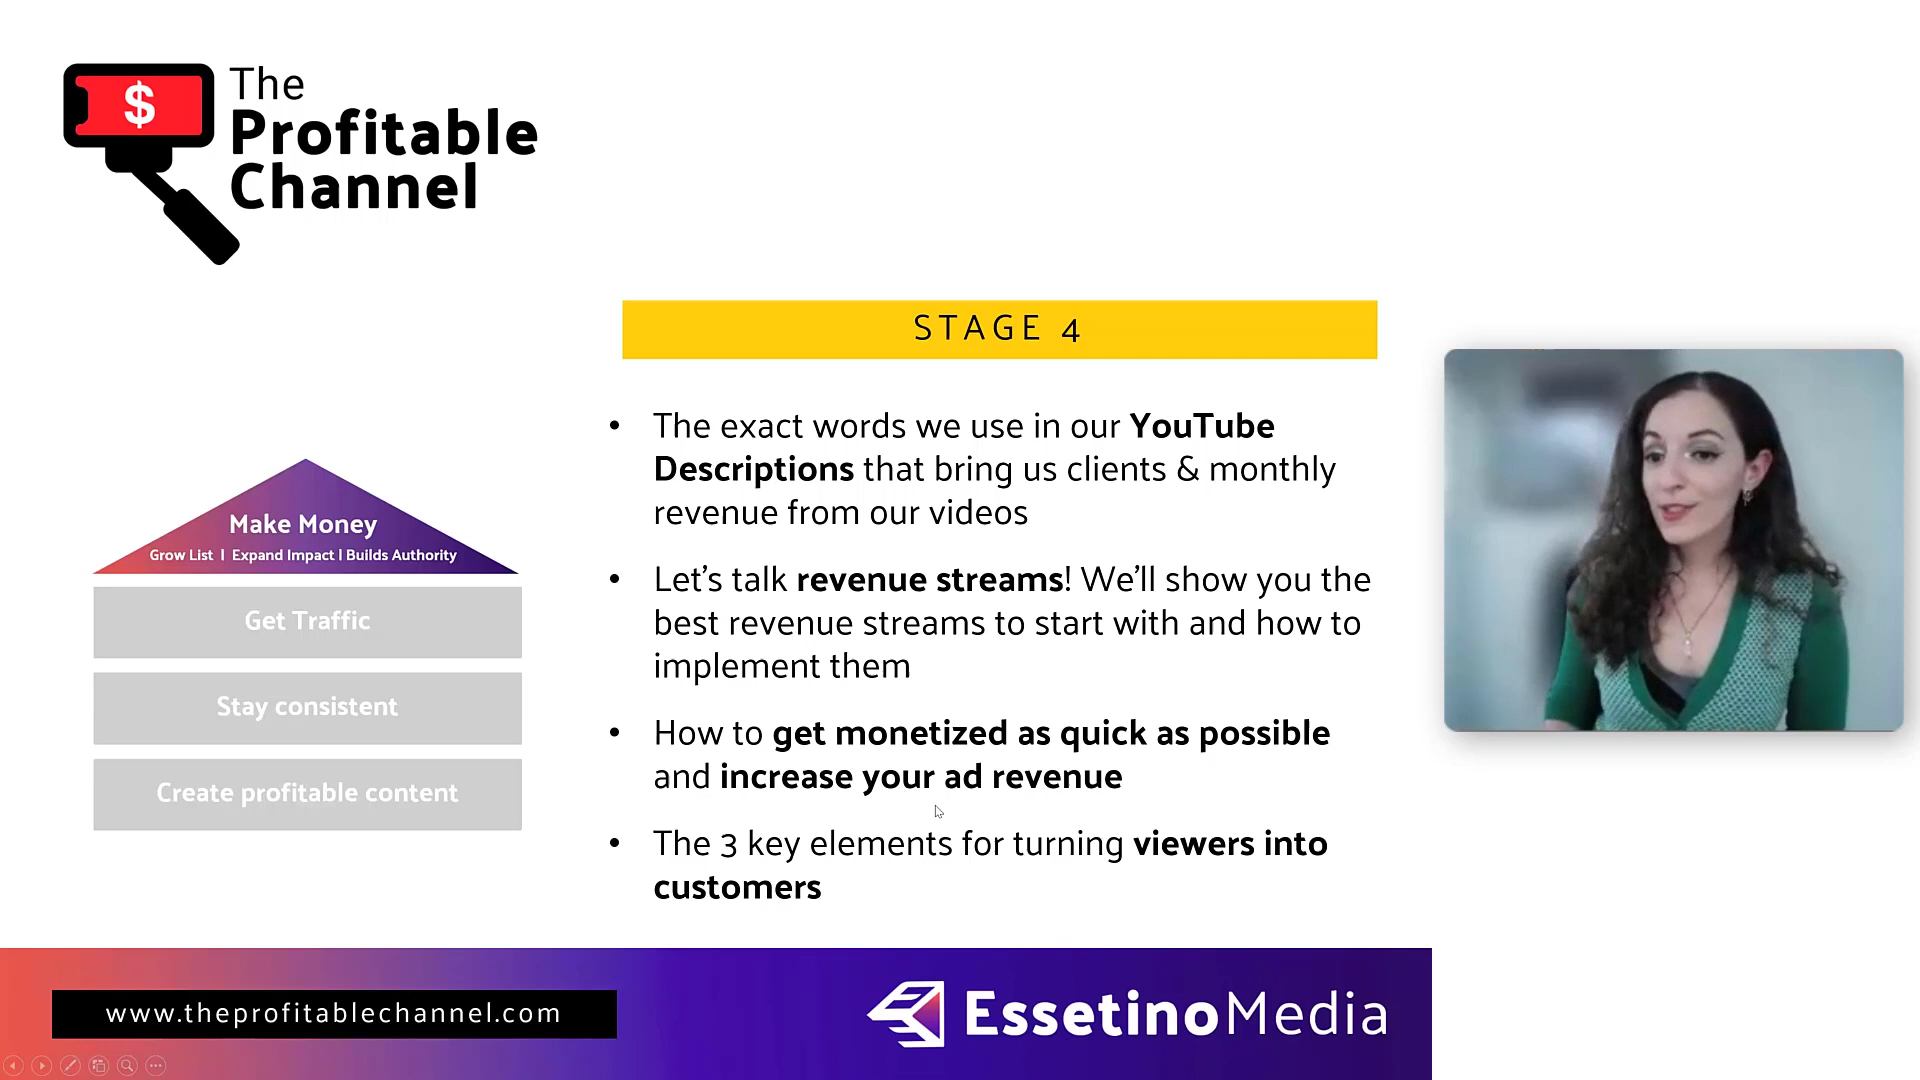 $
The
Profitable
Channel
STAGE 4
• The exact words we use in our YouTube
Descriptions that bring us clients & monthly
revenue from our videos
• Let's talk revenue streams! We'll show you the
best revenue streams to start with and how to
implement them
• How to get monetized as quick as possible
and increase your ad revenue
• The 3 key elements for turning viewers into
customers
Make Money
Grow List | Expand Impact | Builds Authority
Get Traffic
Stay consistent
Create profitable content
www.theprofitablechannel.com
EssetinoMedia